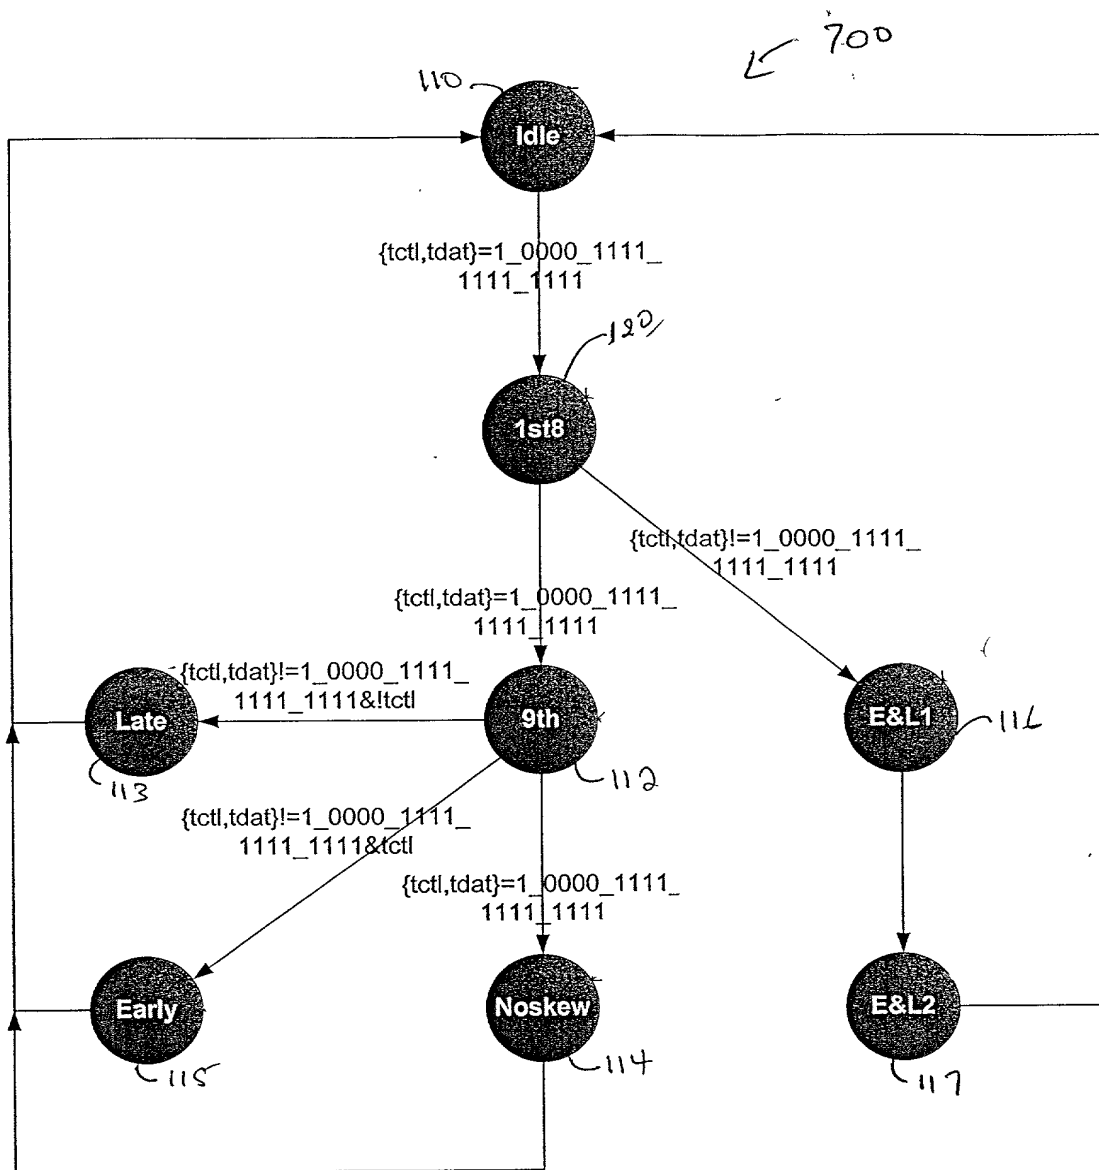 700
110
Idle
{tctl,tdat}=1_0000_1111_
1111_1111
120
1st8
{tctl,tdat}!=1_0000_1111_
1111_1111
{tctl,tdat}=1_0000_1111_
1111_1111
{tctl,tdat}!=1_0000_1111_
1111_1111&!tctl
Late
9th
E&L1
116
113
112
{tctl,tdat}!=1_0000_1111_
1111_1111&tctl
{tctl,tdat}=1_0000_1111_
1111_1111
Early
Noskew
E&L2
115
114
117